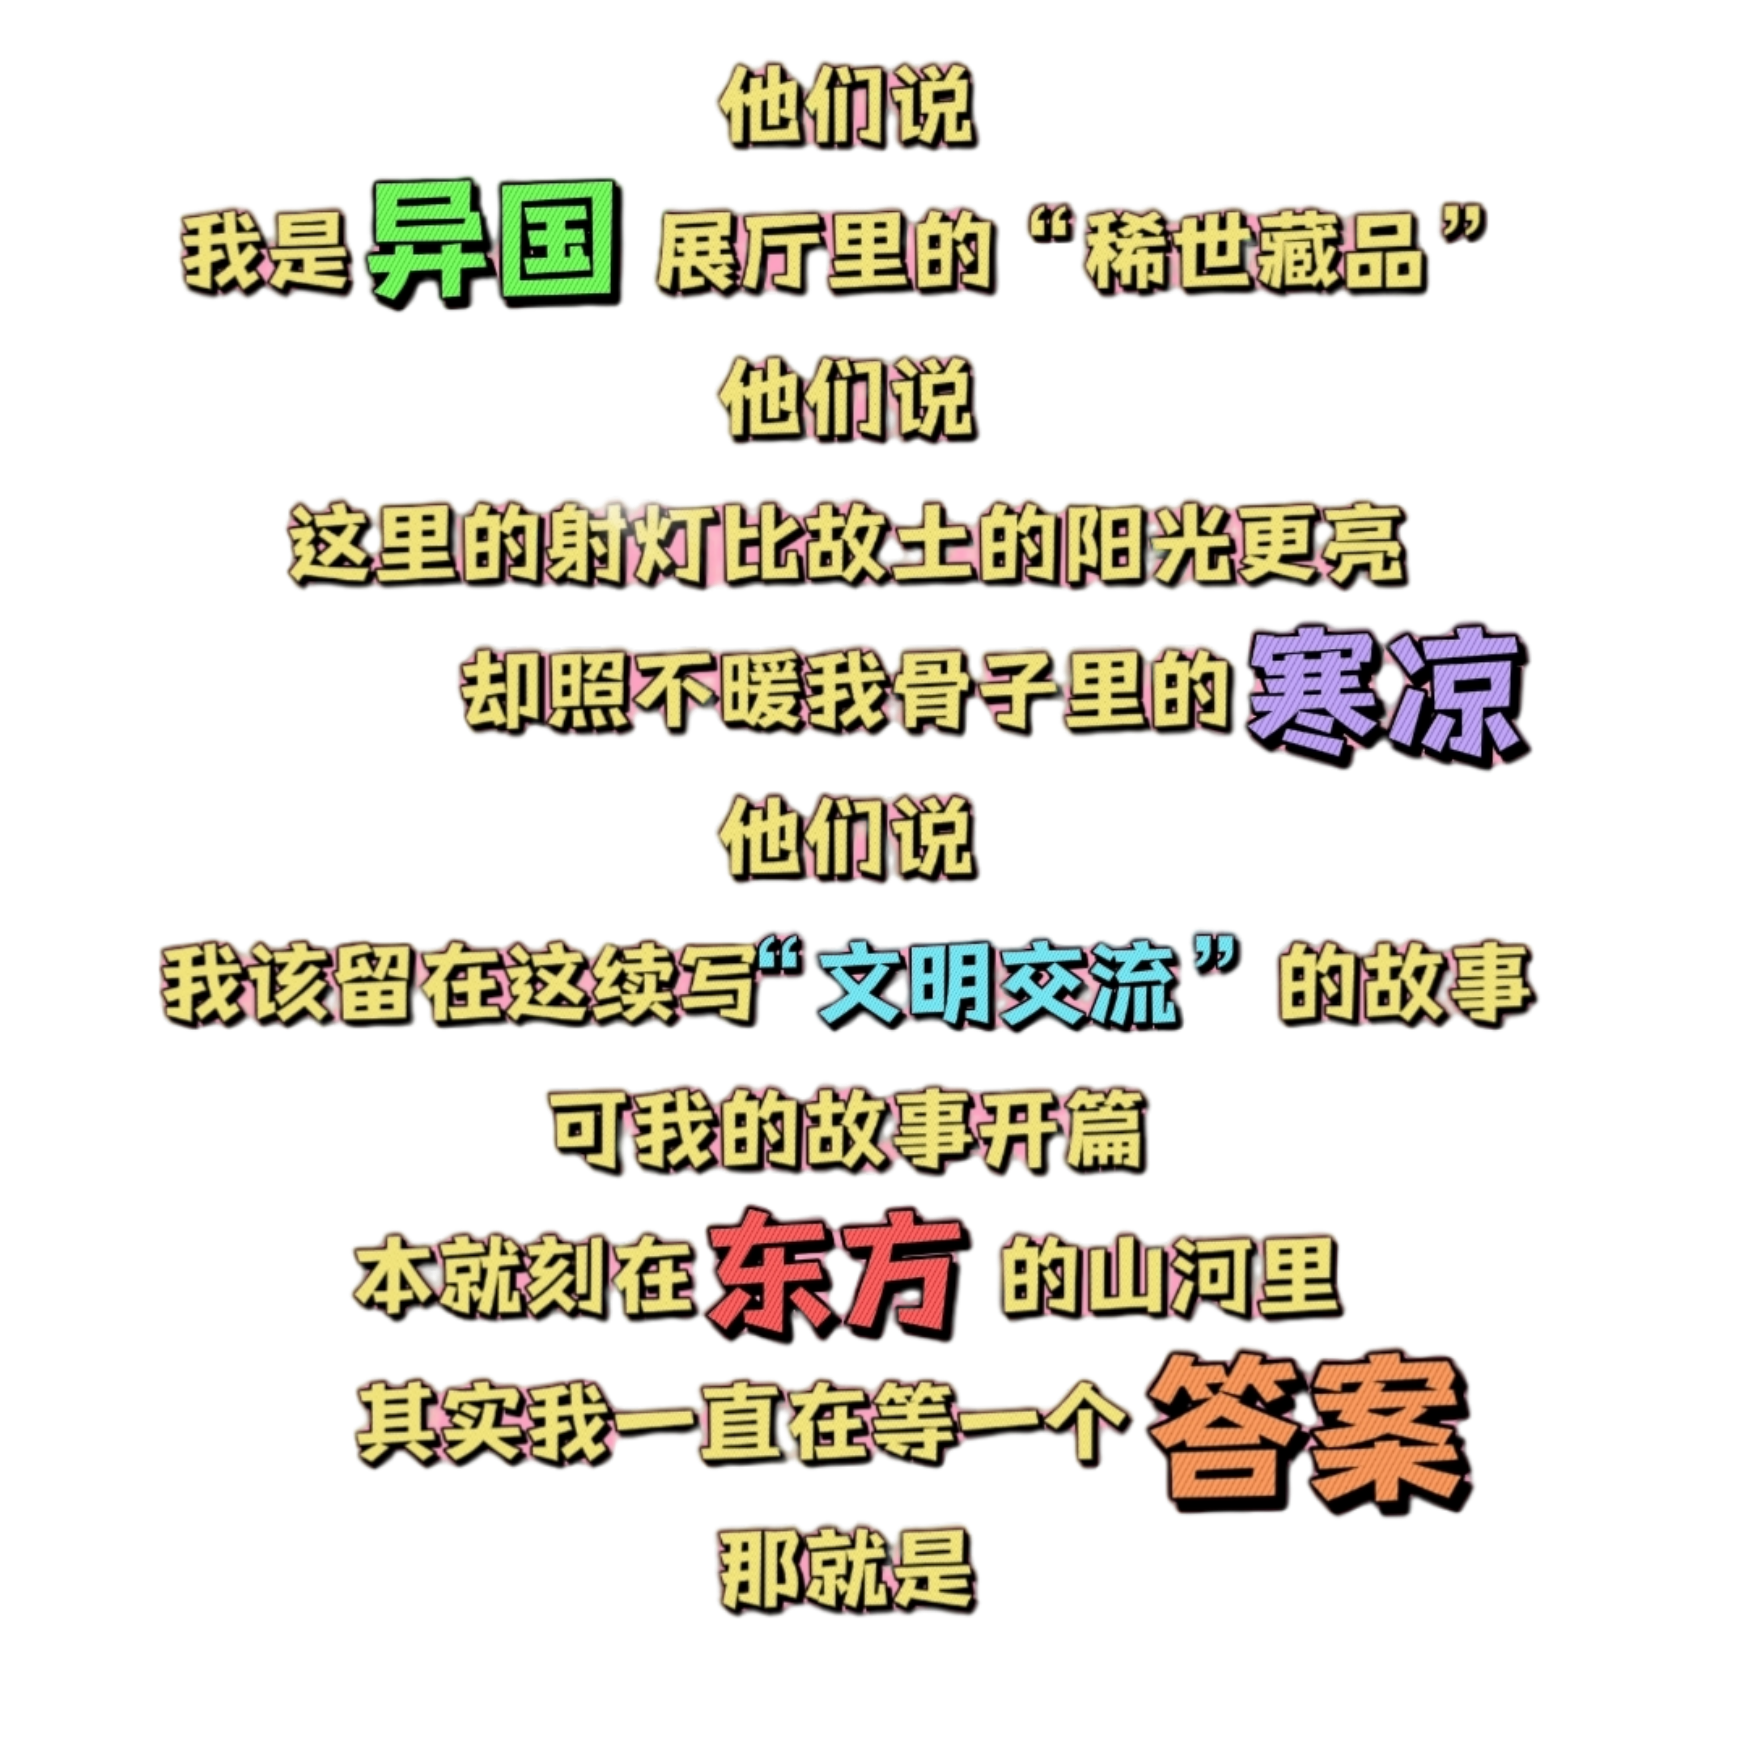 他们说
我是异国展厅里的“稀世藏品”
他们说
这里的射灯比故土的阳光更亮
却照不暖我骨子里的寒凉
他们说
我该留在这续写“文明交流”的故事
可我的故事开篇
本就刻在东方的山河里
其实我一直在等一个答案
那就是